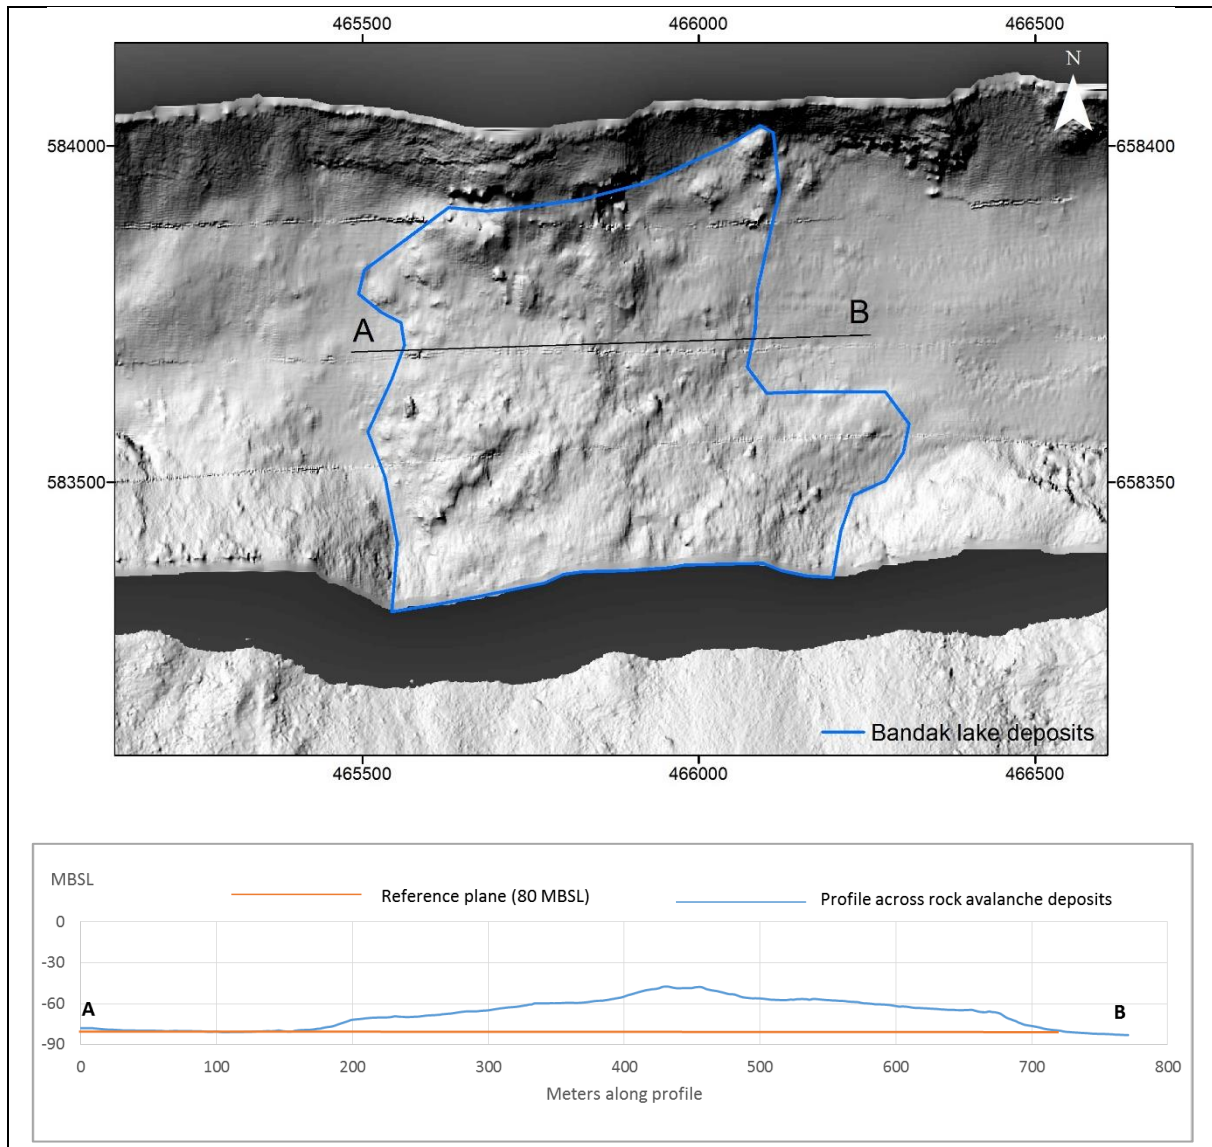 465500 466000 466500
N
584000 658400
A B
583500 658350
Bandak lake deposits
465500 466000 466500
MBSL
Reference plane (80 MBSL) Profile across rock avalanche deposits
0
-30
-60
A B
-90
0 100 200 300 400 500 600 700 800
Meters along profile